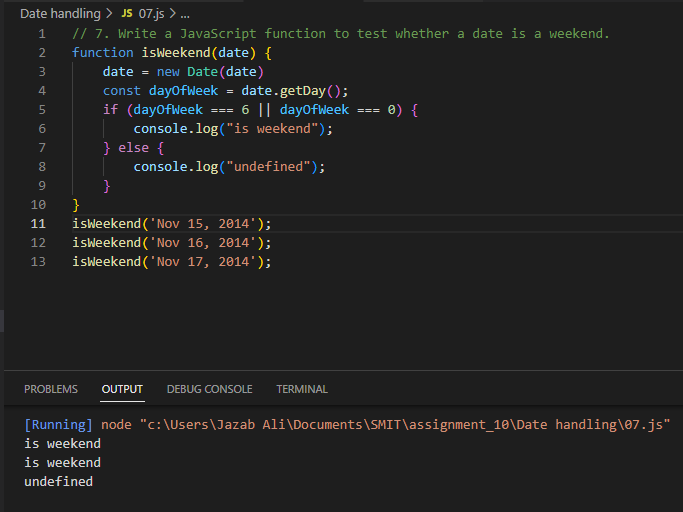 Date handling > JS 07.js > ...
1 // 7. Write a JavaScript function to test whether a date is a weekend.
2 function isWeekend(date) {
3 date = new Date(date)
4 const dayOfWeek = date.getDay();
5 if (dayOfWeek === 6 || dayOfWeek === 0) {
6 console.log("is weekend");
7 } else {
8 console.log("undefined");
9 }
10 }
11 isWeekend('Nov 15, 2014');
12 isWeekend('Nov 16, 2014');
13 isWeekend('Nov 17, 2014');
PROBLEMS OUTPUT DEBUG CONSOLE TERMINAL
[Running] node "c:\Users\Jazab Ali\Documents\SMIT\assignment_10\Date handling\07.js"
is weekend
is weekend
undefined